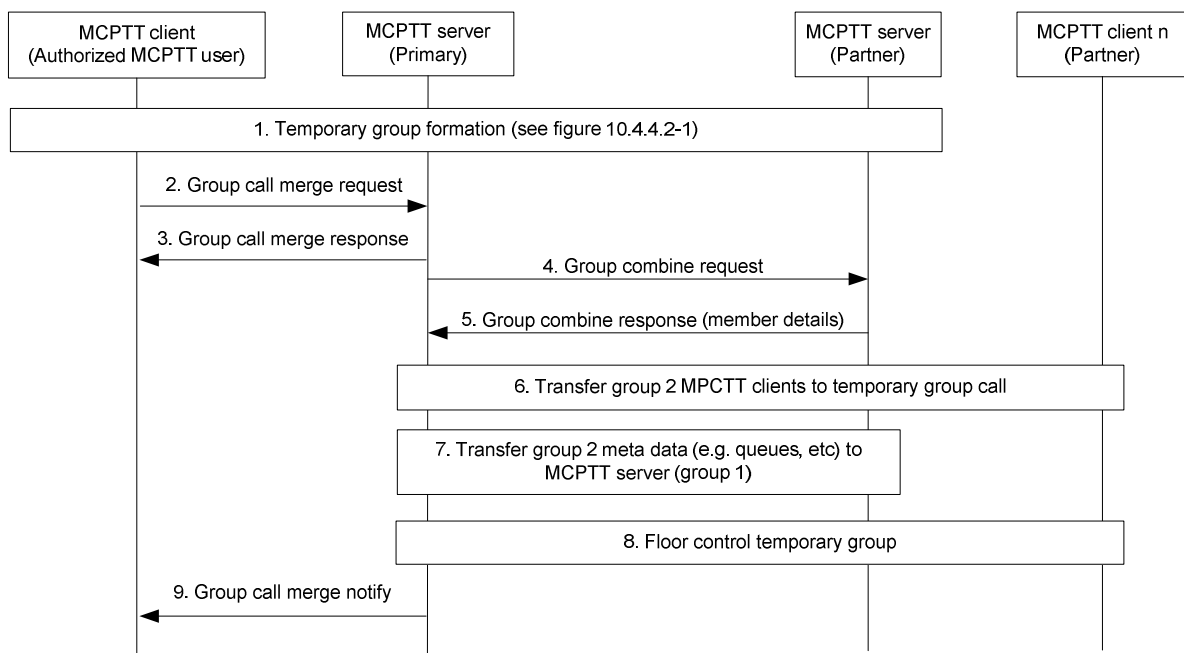 MCPTT client
(Authorized MCPTT user)
MCPTT server
(Primary)
MCPTT server
(Partner)
MCPTT client n
(Partner)
1. Temporary group formation (see figure 10.4.4.2-1)
2. Group call merge request
3. Group call merge response
4. Group combine request
5. Group combine response (member details)
6. Transfer group 2 MPCTT clients to temporary group call
7. Transfer group 2 meta data (e.g. queues, etc) to
MCPTT server (group 1)
8. Floor control temporary group
9. Group call merge notify